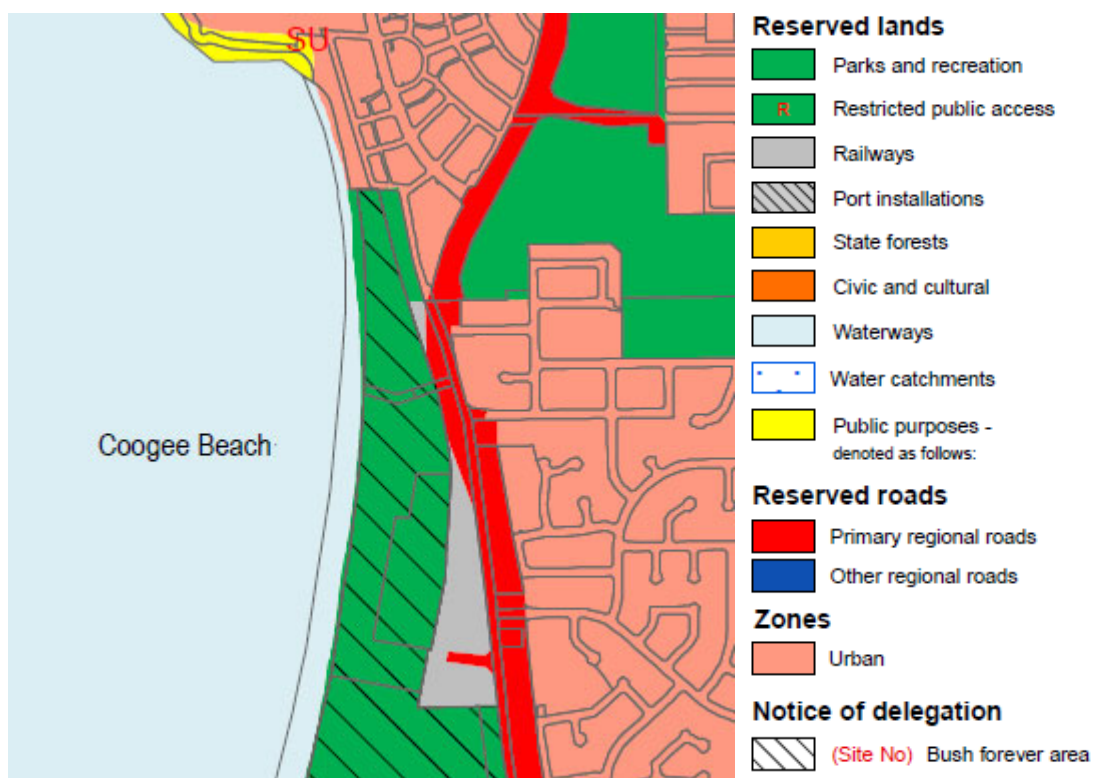 SU
Coogee Beach
Reserved lands
Parks and recreation
R
Restricted public access
Railways
Port installations
State forests
Civic and cultural
Waterways
Water catchments
Public purposes -
denoted as follows:
Reserved roads
Primary regional roads
Other regional roads
Zones
Urban
Notice of delegation
(Site No) Bush forever area